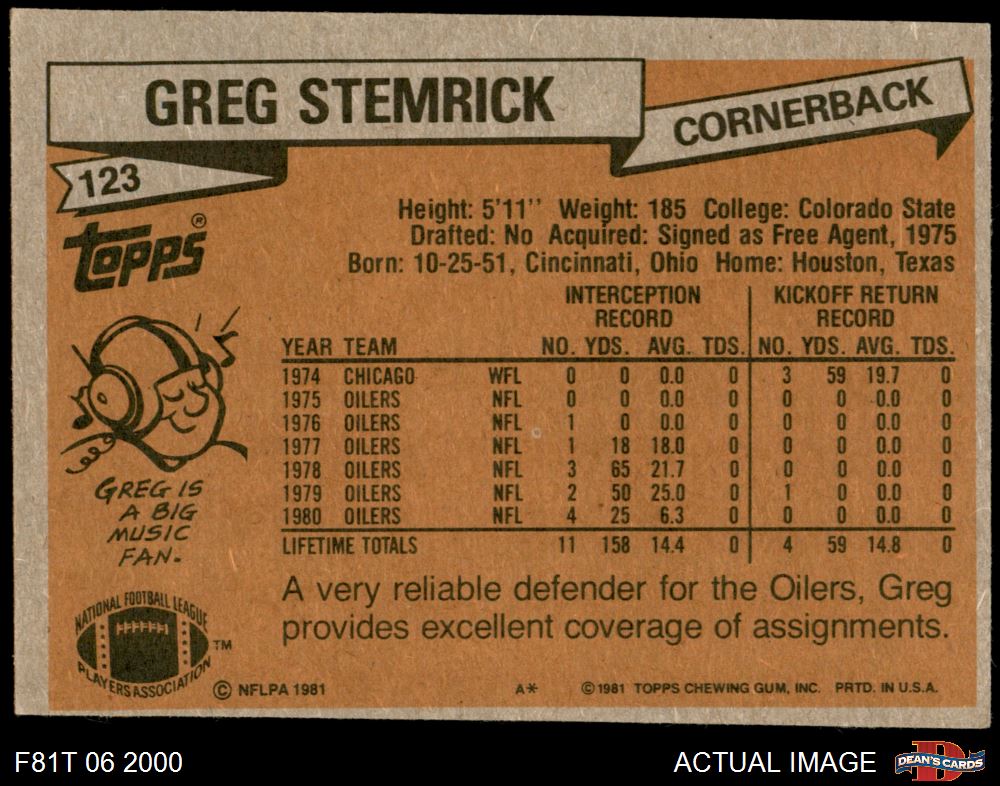 GREG STEMRICK
CORNERBACK
123
TOPPS®
Height: 5'11'' Weight: 185 College: Colorado State
Drafted: No Acquired: Signed as Free Agent, 1975
Born: 10-25-51, Cincinnati, Ohio Home: Houston, Texas
INTERCEPTION RECORD KICKOFF RETURN RECORD
YEAR TEAM NO. YDS. AVG. TDS. NO. YDS. AVG. TDS.
1974 CHICAGO WFL 0 0 0.0 0 3 59 19.7 0
1975 OILERS NFL 0 0 0.0 0 0 0 0.0 0
1976 OILERS NFL 1 0 0.0 0 0 0 0.0 0
1977 OILERS NFL 1 18 18.0 0 0 0 0.0 0
1978 OILERS NFL 3 65 21.7 0 0 0 0.0 0
1979 OILERS NFL 2 50 25.0 0 1 0 0.0 0
1980 OILERS NFL 4 25 6.3 0 0 0 0.0 0
LIFETIME TOTALS 11 158 14.4 0 4 59 14.8 0
GREG IS
A BIG
MUSIC
FAN.
A very reliable defender for the Oilers, Greg
provides excellent coverage of assignments.
NATIONAL FOOTBALL LEAGUE
NFLPA
PLAYERS ASSOCIATION
TM
© NFLPA 1981 A* © 1981 TOPPS CHEWING GUM, INC. PRTD. IN U.S.A.
F81T 06 2000
ACTUAL IMAGE
D
DEAN'S CARDS